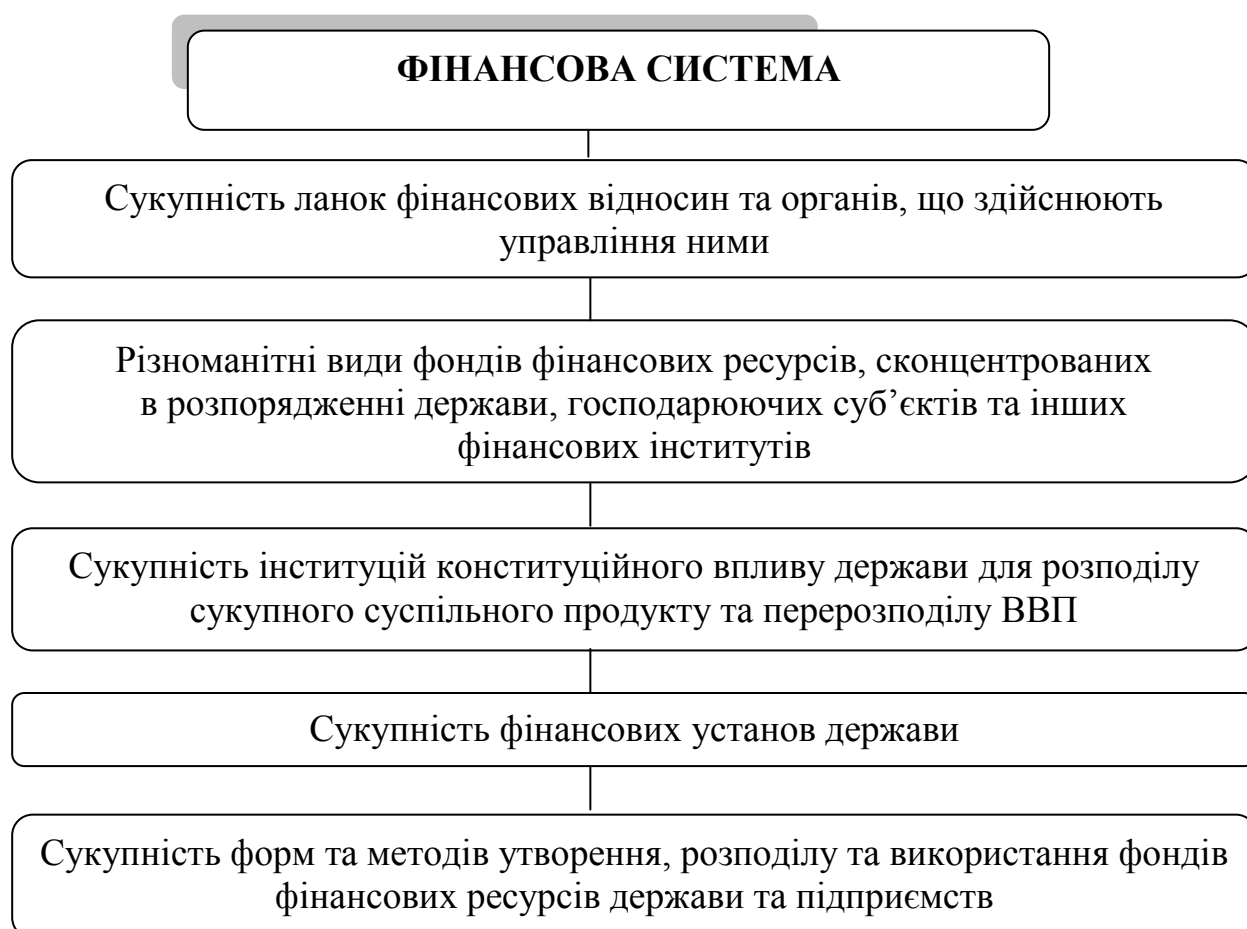 ФІНАНСОВА СИСТЕМА
Сукупність ланок фінансових відносин та органів, що здійснюють
управління ними
Різноманітні види фондів фінансових ресурсів, сконцентрованих
в розпорядженні держави, господарюючих суб’єктів та інших
фінансових інститутів
Сукупність інституцій конституційного впливу держави для розподілу
сукупного суспільного продукту та перерозподілу ВВП
Сукупність фінансових установ держави
Сукупність форм та методів утворення, розподілу та використання фондів
фінансових ресурсів держави та підприємств